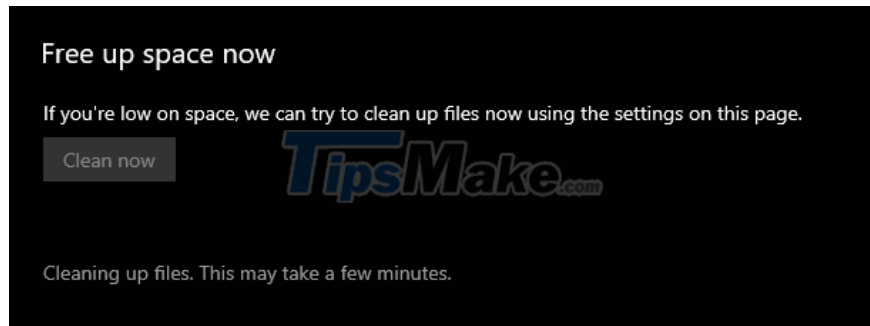 Free up space now
If you're low on space, we can try to clean up files now using the settings on this page.
Clean now
TipsMake.com
Cleaning up files. This may take a few minutes.